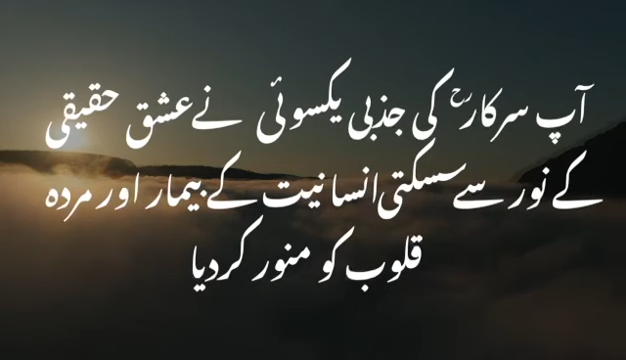 آپ سرکارؒ کی جذبی یکسوئی نے عشق حقیقی
کے نور سے سسکتی انسانیت کے بیمار اور مردہ
قلوب کو منور کردیا